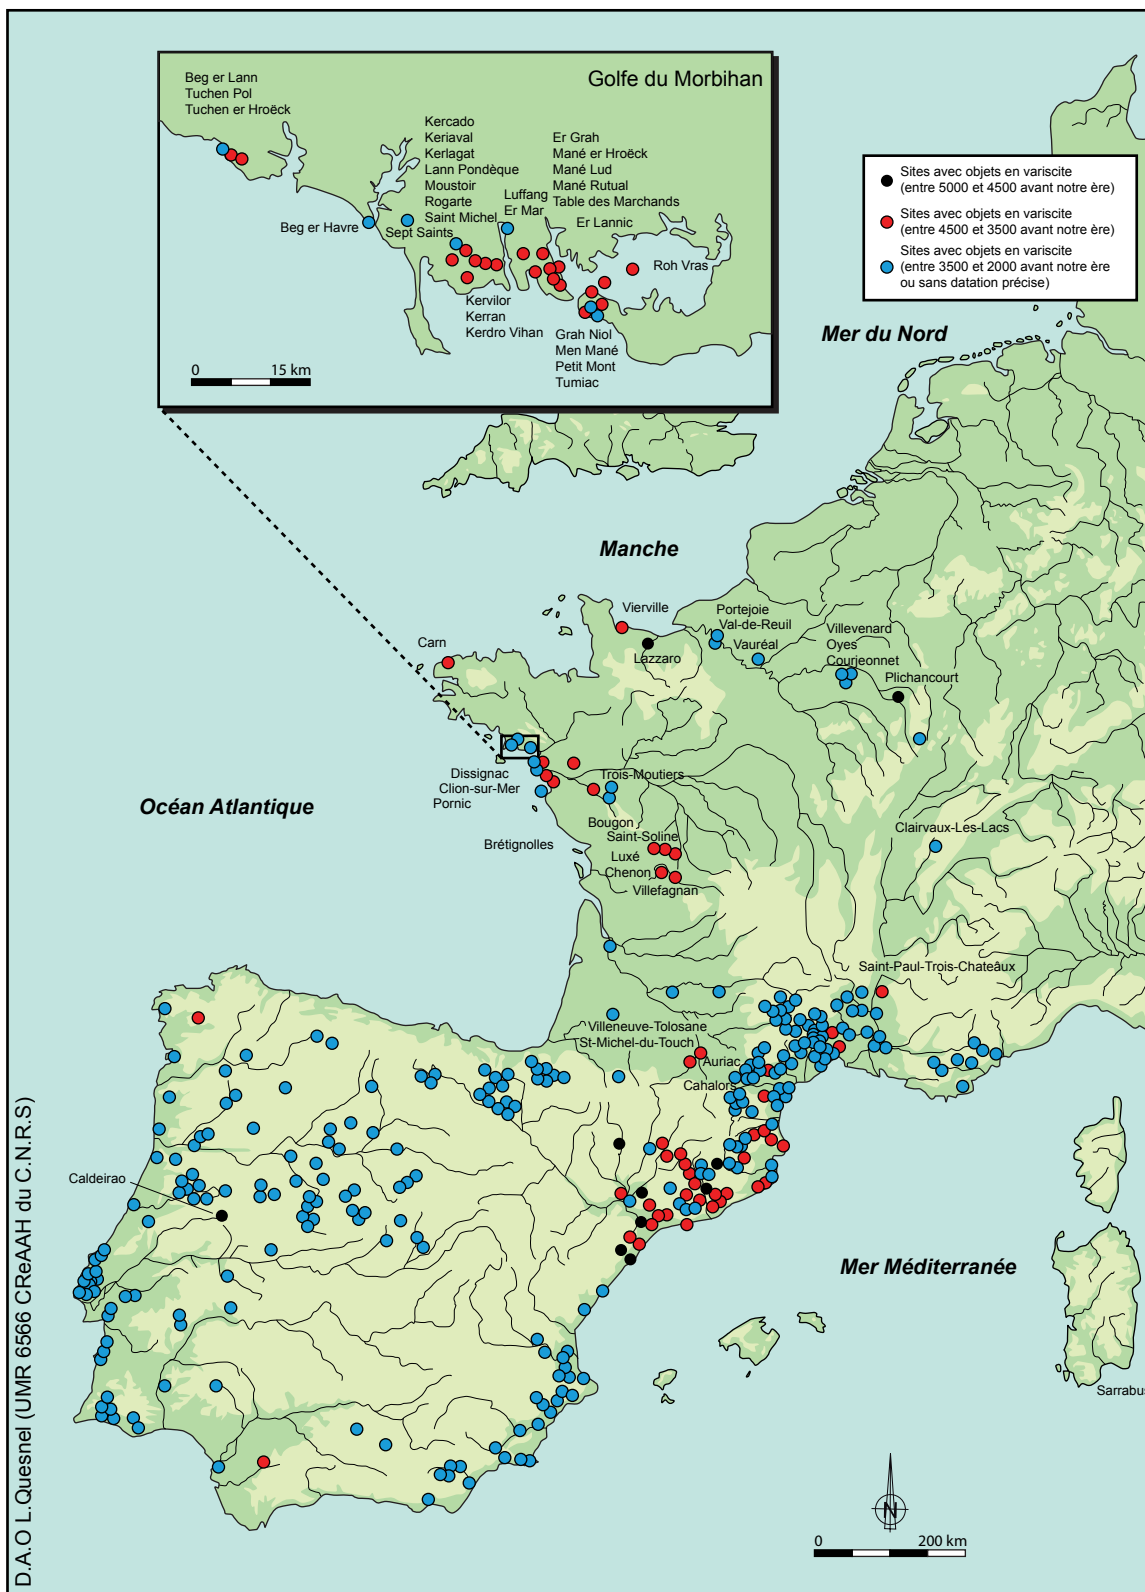 Golfe du Morbihan
Beg er Lann
Tuchen Pol
Tuchen er Hroëck
Kercado
Keriaval
Kerlagat
Lann Pondèque
Moustoir
Rogarte
Saint Michel
Er Grah
Mané er Hroëck
Mané Lud
Mané Rutual
Table des Marchands
Luffang
Er Mar
Er Lannic
Beg er Havre
Sept Saints
Roh Vras
Kervilor
Kerran
Kerdro Vihan
Grah Niol
Men Mané
Petit Mont
Tumiac
0 15 km
Sites avec objets en variscite
(entre 5000 et 4500 avant notre ère)
Sites avec objets en variscite
(entre 4500 et 3500 avant notre ère)
Sites avec objets en variscite
(entre 3500 et 2000 avant notre ère
ou sans datation précise)
Mer du Nord
Manche
Vierville
Lazzaro
Portejoie
Val-de-Reuil
Vauréal
Villevenard
Oyes
Courjeonnet
Plichancourt
Carn
Dissignac
Clion-sur-Mer
Pornic
Trois-Moutiers
Océan Atlantique
Brétignolles
Bougon
Saint-Soline
Luxé
Chenon
Villefagnan
Clairvaux-Les-Lacs
Saint-Paul-Trois-Chateâux
Villeneuve-Tolosane
St-Michel-du-Touch
Auriac
Cahalors
Caldeirao
Mer Méditerranée
Sarrabus
N
0 200 km
D.A.O L.Quesnel (UMR 6566 CReAAH du C.N.R.S)